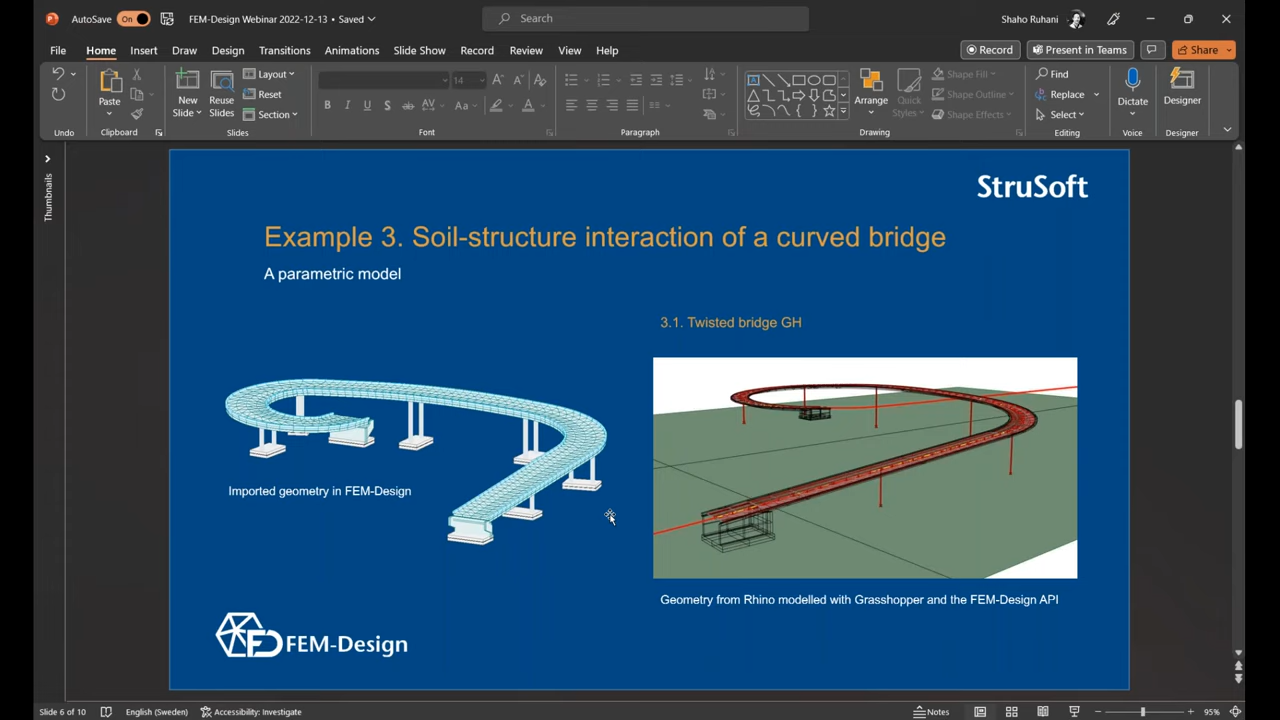 AutoSave On FEM-Design Webinar 2022-12-13 • Saved Search Shaho Ruhani
File Home Insert Draw Design Slide Show Transitions Animations Slide Show Record Review View Help Record Present in Teams Share
Paste New Slide Reuse Slides Layout Reset Section 14 Arrange Quick Styles Shape Fill Shape Outline Shape Effects Find Replace Select Dictate Designer
Undo Clipboard Slides Font Paragraph Drawing Editing Voice Designer
Thumbnails
StruSoft
Example 3. Soil-structure interaction of a curved bridge
A parametric model
3.1. Twisted bridge GH
Imported geometry in FEM-Design
Geometry from Rhino modelled with Grasshopper and the FEM-Design API
FD FEM-Design
Slide 6 of 10 English (Sweden) Accessibility: Investigate Notes 95%